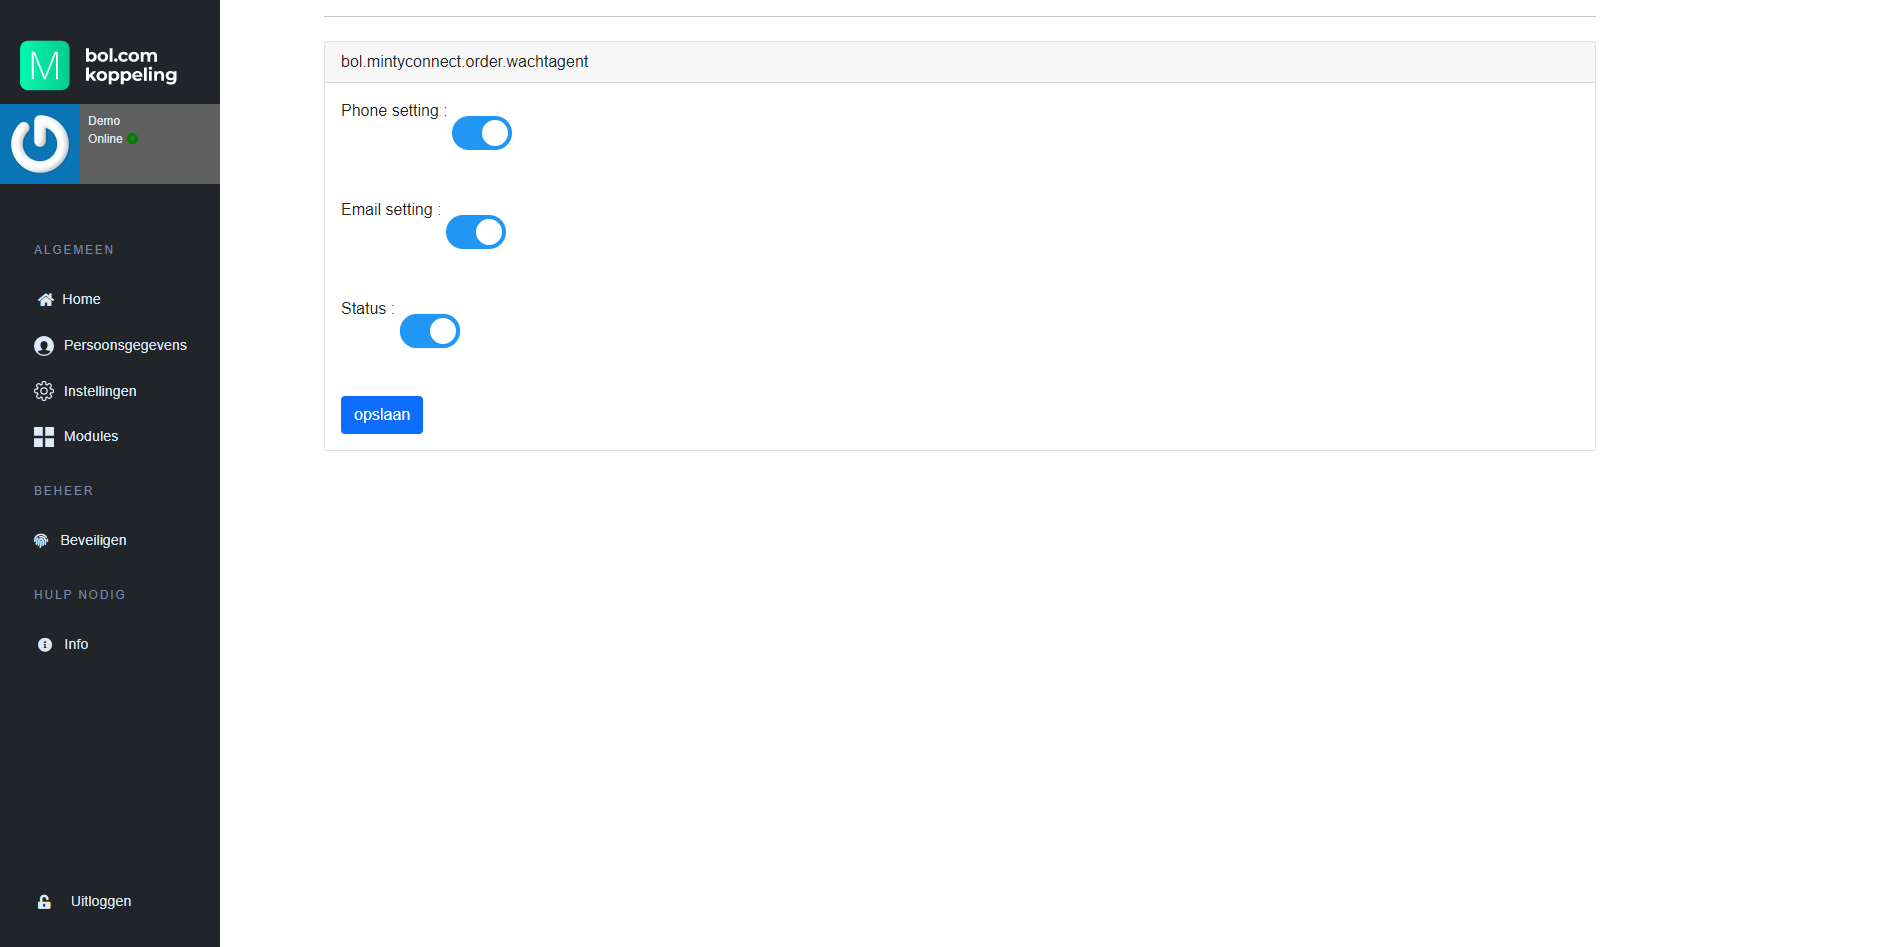 M
bol.com
koppeling
Demo
Online
ALGEMEEN
Home
Persoonsgegevens
Instellingen
Modules
BEHEER
Beveiligen
HULP NODIG
Info
Uitloggen
bol.mintyconnect.order.wachtagent
Phone setting :
Email setting :
Status :
opslaan